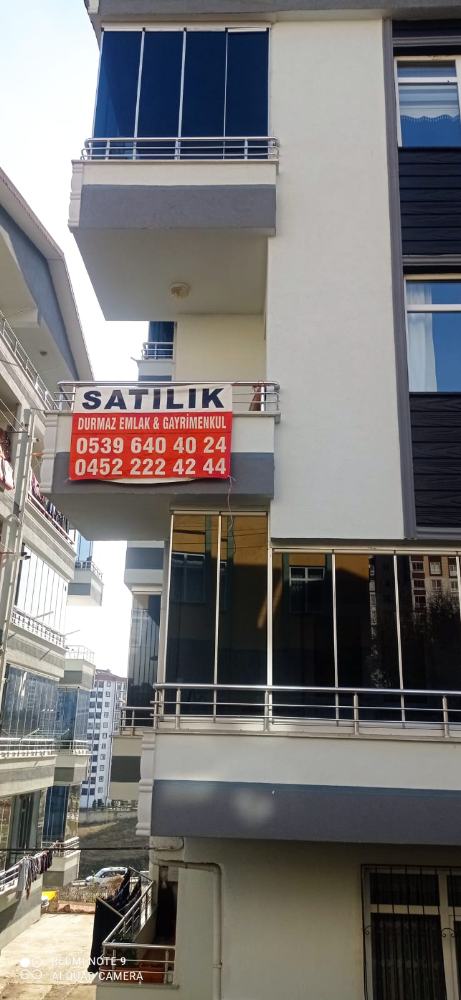 SATILIK
DURMAZ EMLAK & GAYRİMENKUL
0539 640 40 24
0452 222 42 44
REDMI NOTE 9
AI QUAD CAMERA